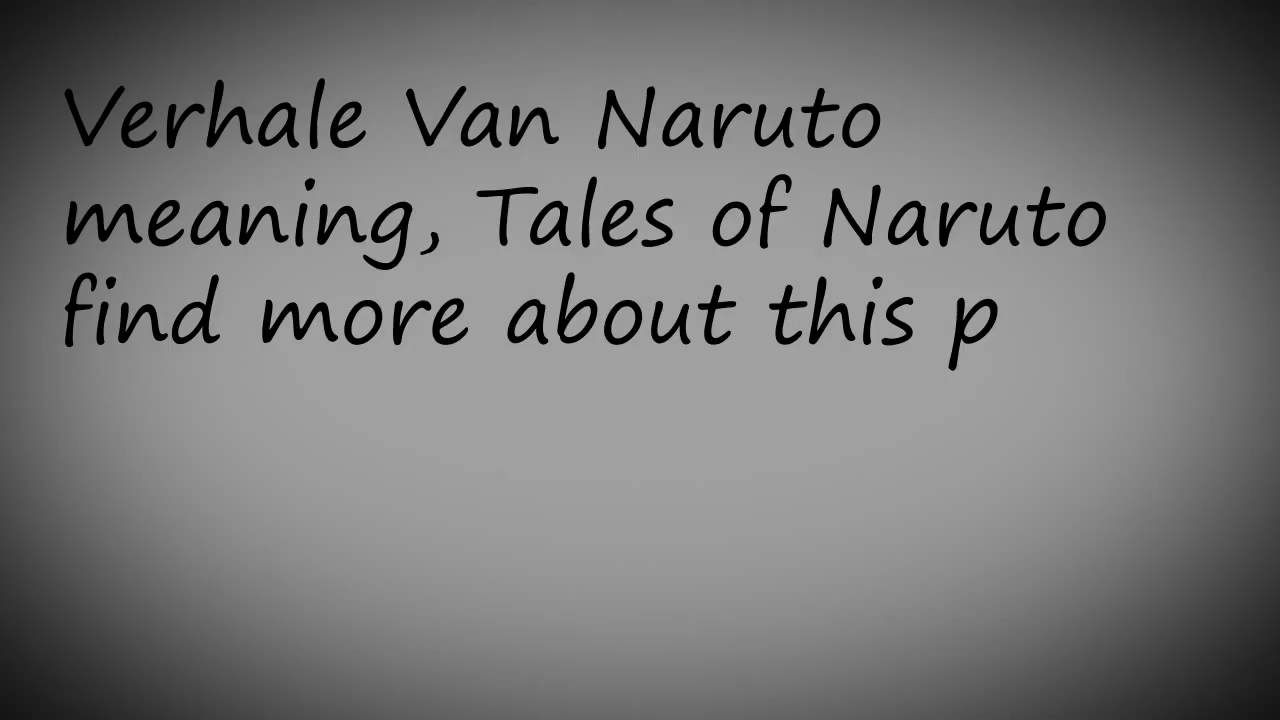 Verhale Van Naruto
meaning, Tales of Naruto
find more about this p